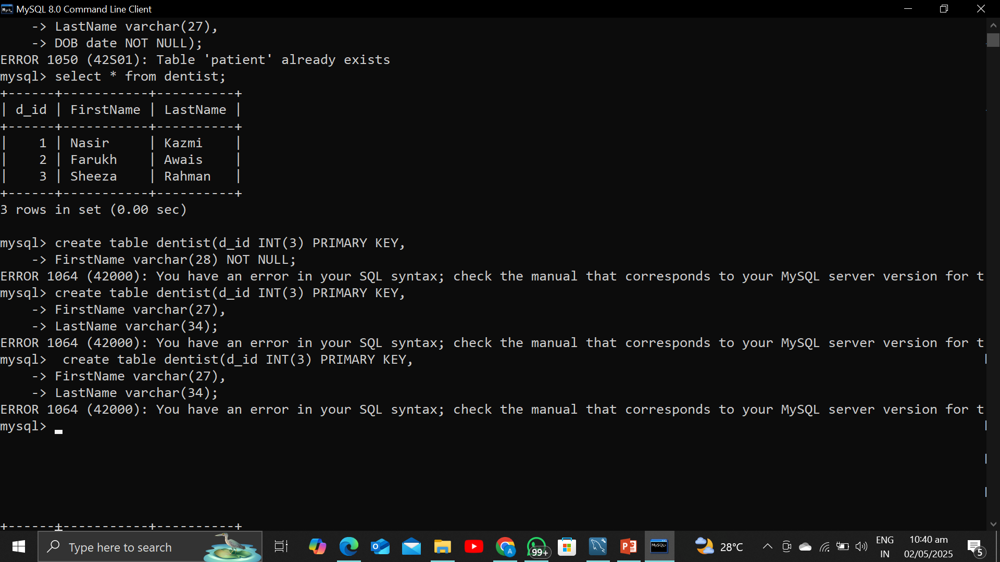 MySQL 8.0 Command Line Client
    -> LastName varchar(27),
    -> DOB date NOT NULL);
ERROR 1050 (42S01): Table 'patient' already exists
mysql> select * from dentist;
+------+-----------+----------+
| d_id | FirstName | LastName |
+------+-----------+----------+
|    1 | Nasir     | Kazmi    |
|    2 | Farukh    | Awais    |
|    3 | Sheeza    | Rahman   |
+------+-----------+----------+
3 rows in set (0.00 sec)
mysql> create table dentist(d_id INT(3) PRIMARY KEY,
    -> FirstName varchar(28) NOT NULL;
ERROR 1064 (42000): You have an error in your SQL syntax; check the manual that corresponds to your MySQL server version for t
mysql> create table dentist(d_id INT(3) PRIMARY KEY,
    -> FirstName varchar(27),
    -> LastName varchar(34);
ERROR 1064 (42000): You have an error in your SQL syntax; check the manual that corresponds to your MySQL server version for t
mysql>  create table dentist(d_id INT(3) PRIMARY KEY,
    -> FirstName varchar(27),
    -> LastName varchar(34);
ERROR 1064 (42000): You have an error in your SQL syntax; check the manual that corresponds to your MySQL server version for t
mysql>
+------+-----------+----------+
Type here to search
99+
28°C
ENG
IN
10:40 am
02/05/2025
5